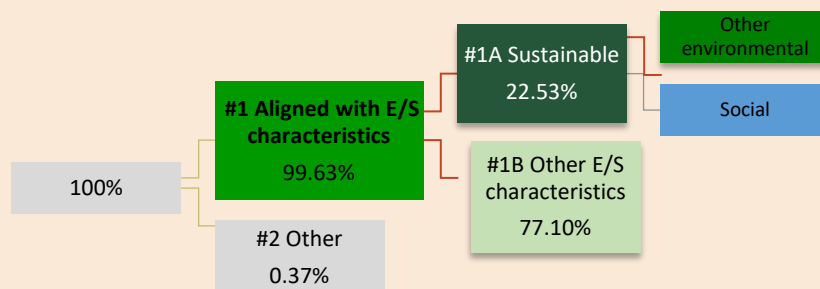 100%
#1 Aligned with E/S
characteristics
99.63%
#2 Other
0.37%
#1A Sustainable
22.53%
#1B Other E/S
characteristics
77.10%
Other
environmental
Social